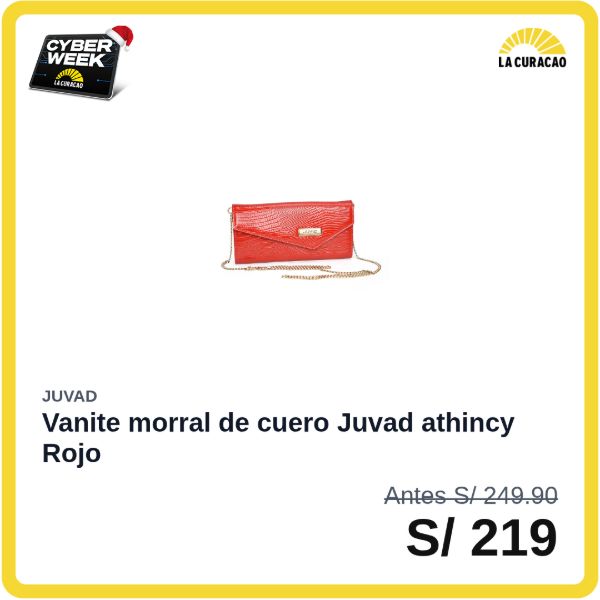 CYBER
WEEK
LA CURACAO
LA CURACAO
JUVAD
Vanite morral de cuero Juvad athincy
Rojo
Antes S/ 249.90
S/ 219